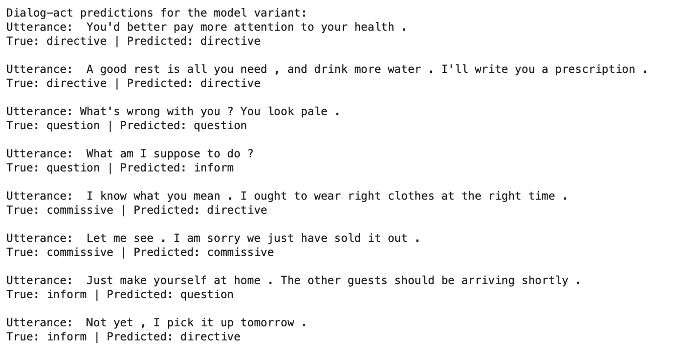 Dialog-act predictions for the model variant:
Utterance:  You'd better pay more attention to your health .
True: directive | Predicted: directive
Utterance:  A good rest is all you need , and drink more water . I'll write you a prescription .
True: directive | Predicted: directive
Utterance: What's wrong with you ? You look pale .
True: question | Predicted: question
Utterance:  What am I suppose to do ?
True: question | Predicted: inform
Utterance:  I know what you mean . I ought to wear right clothes at the right time .
True: commissive | Predicted: directive
Utterance:  Let me see . I am sorry we just have sold it out .
True: commissive | Predicted: commissive
Utterance:  Just make yourself at home . The other guests should be arriving shortly .
True: inform | Predicted: question
Utterance:  Not yet , I pick it up tomorrow .
True: inform | Predicted: directive